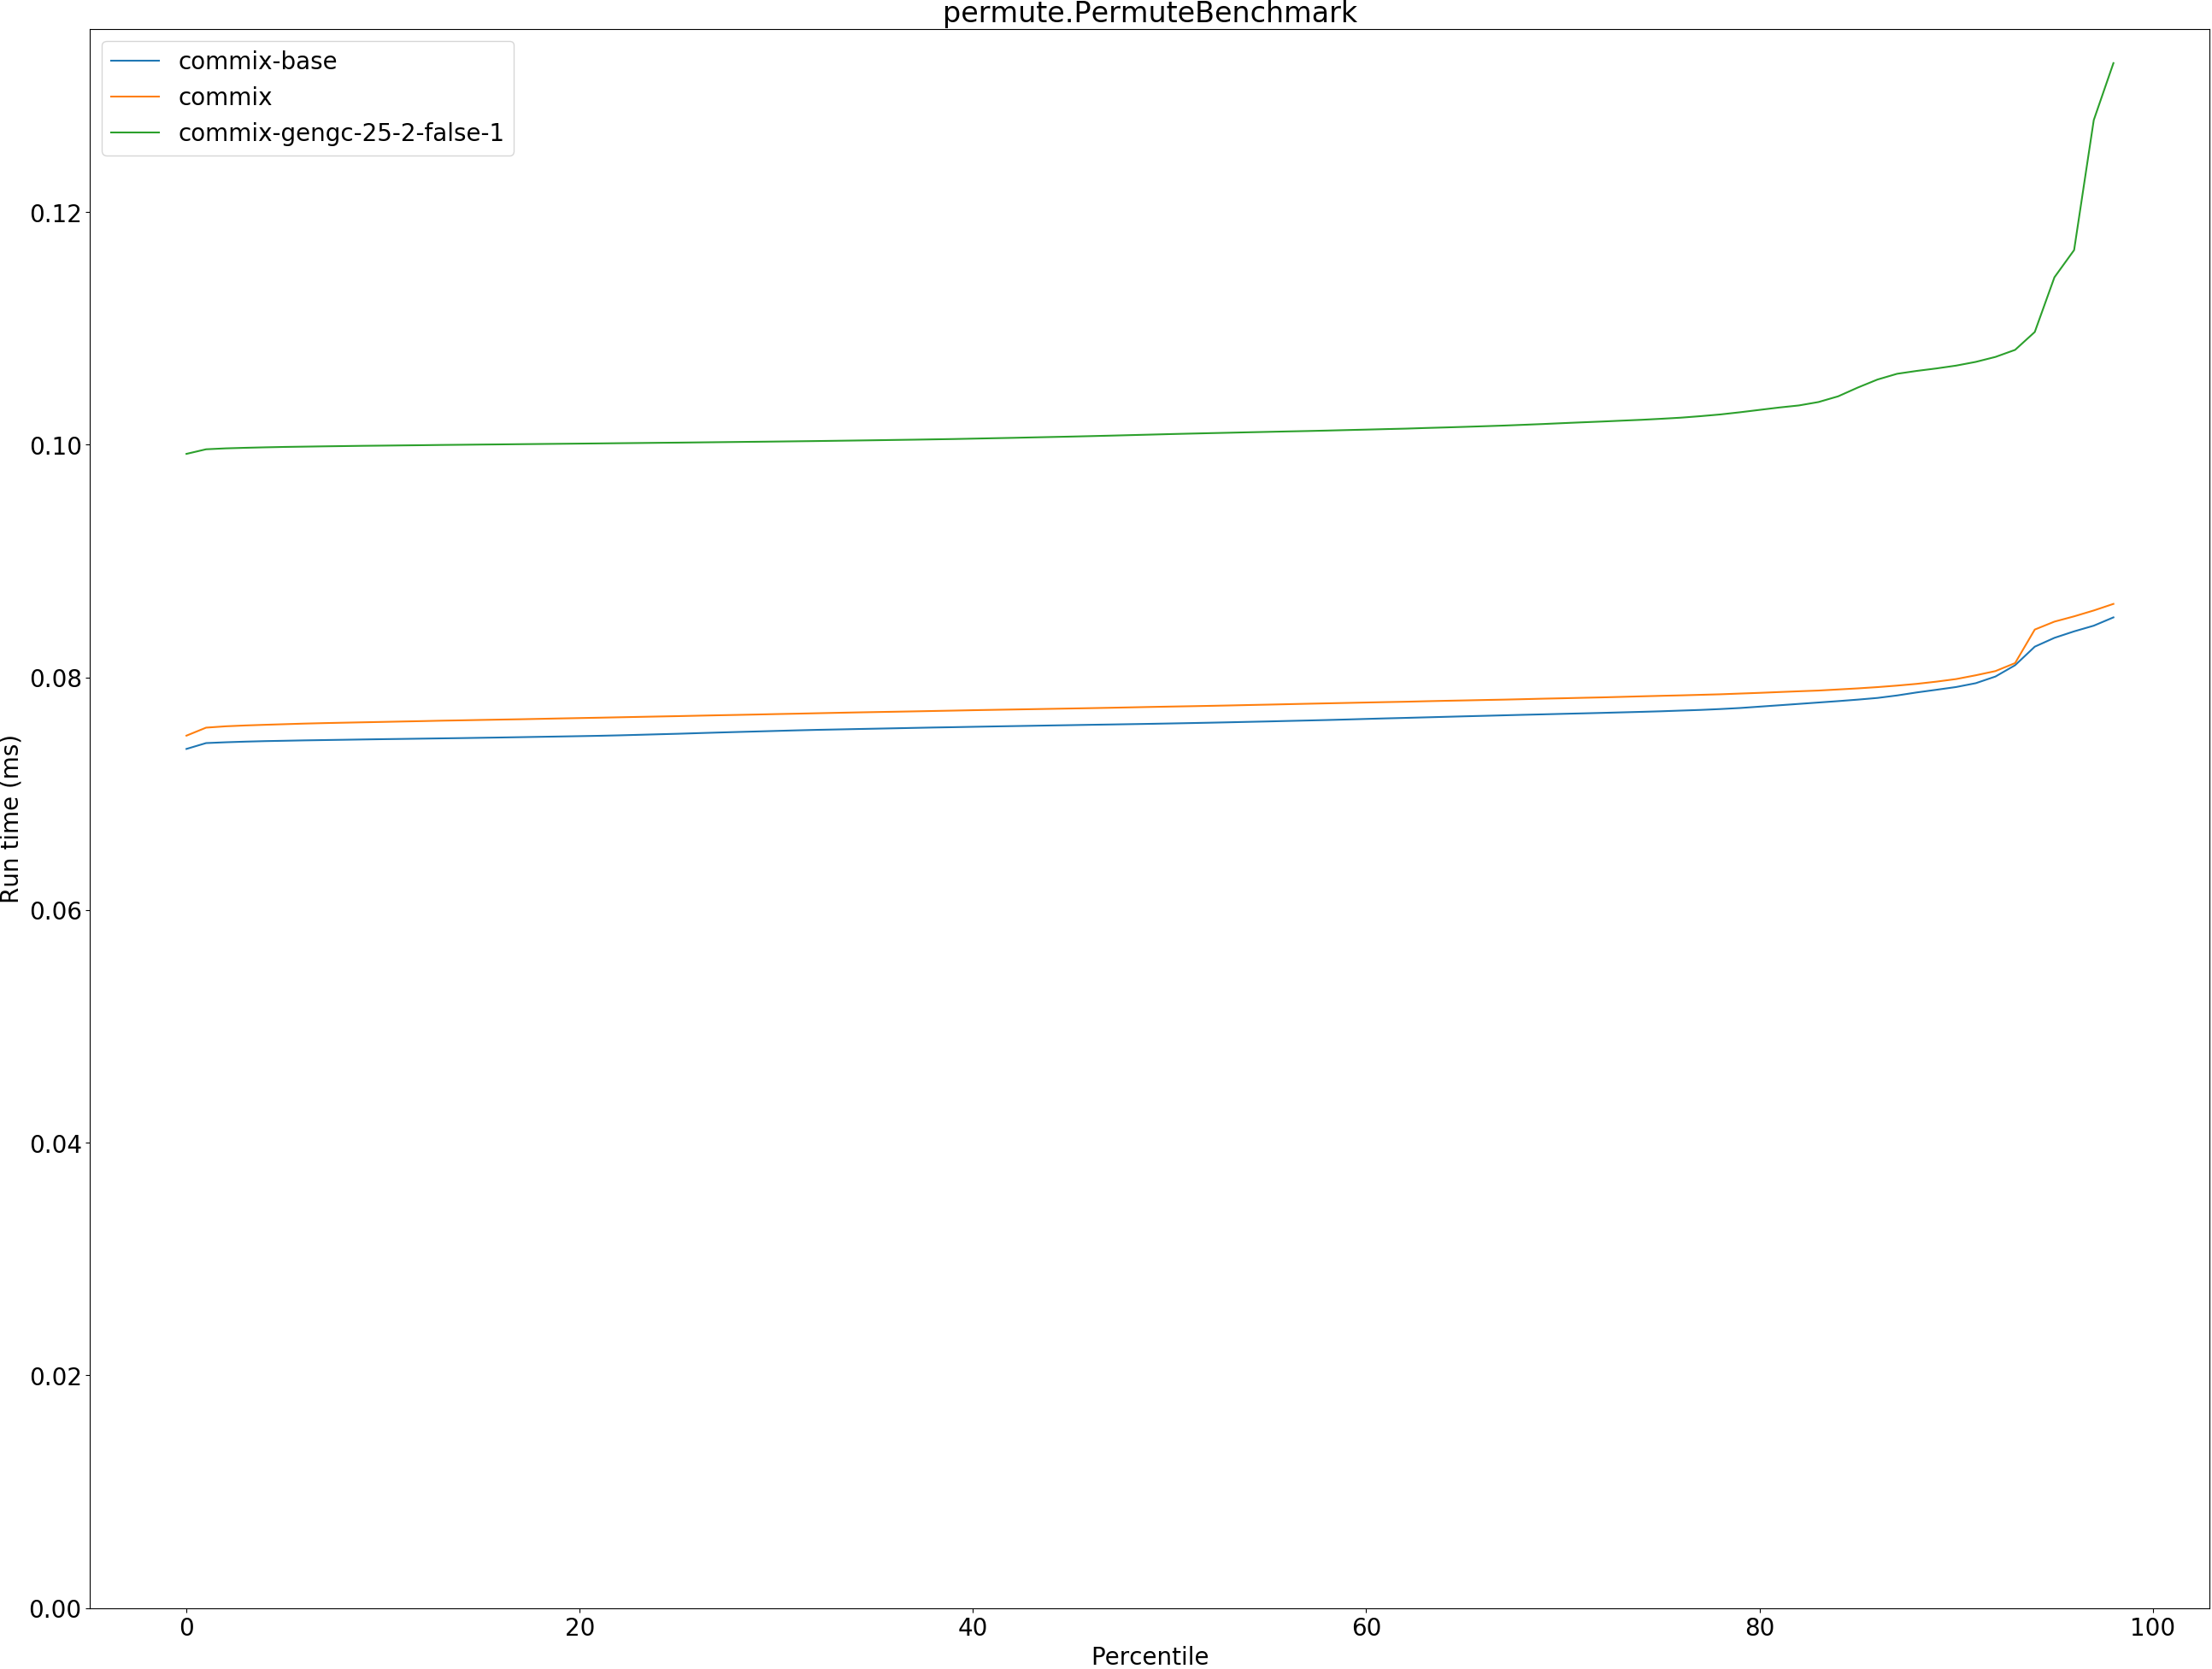 permute.PermuteBenchmark
commix-base
commix
commix-gengc-25-2-false-1
0.12
0.10
0.08
0.06
0.04
0.02
0.00
Run time (ms)
0 20 40 60 80 100
Percentile